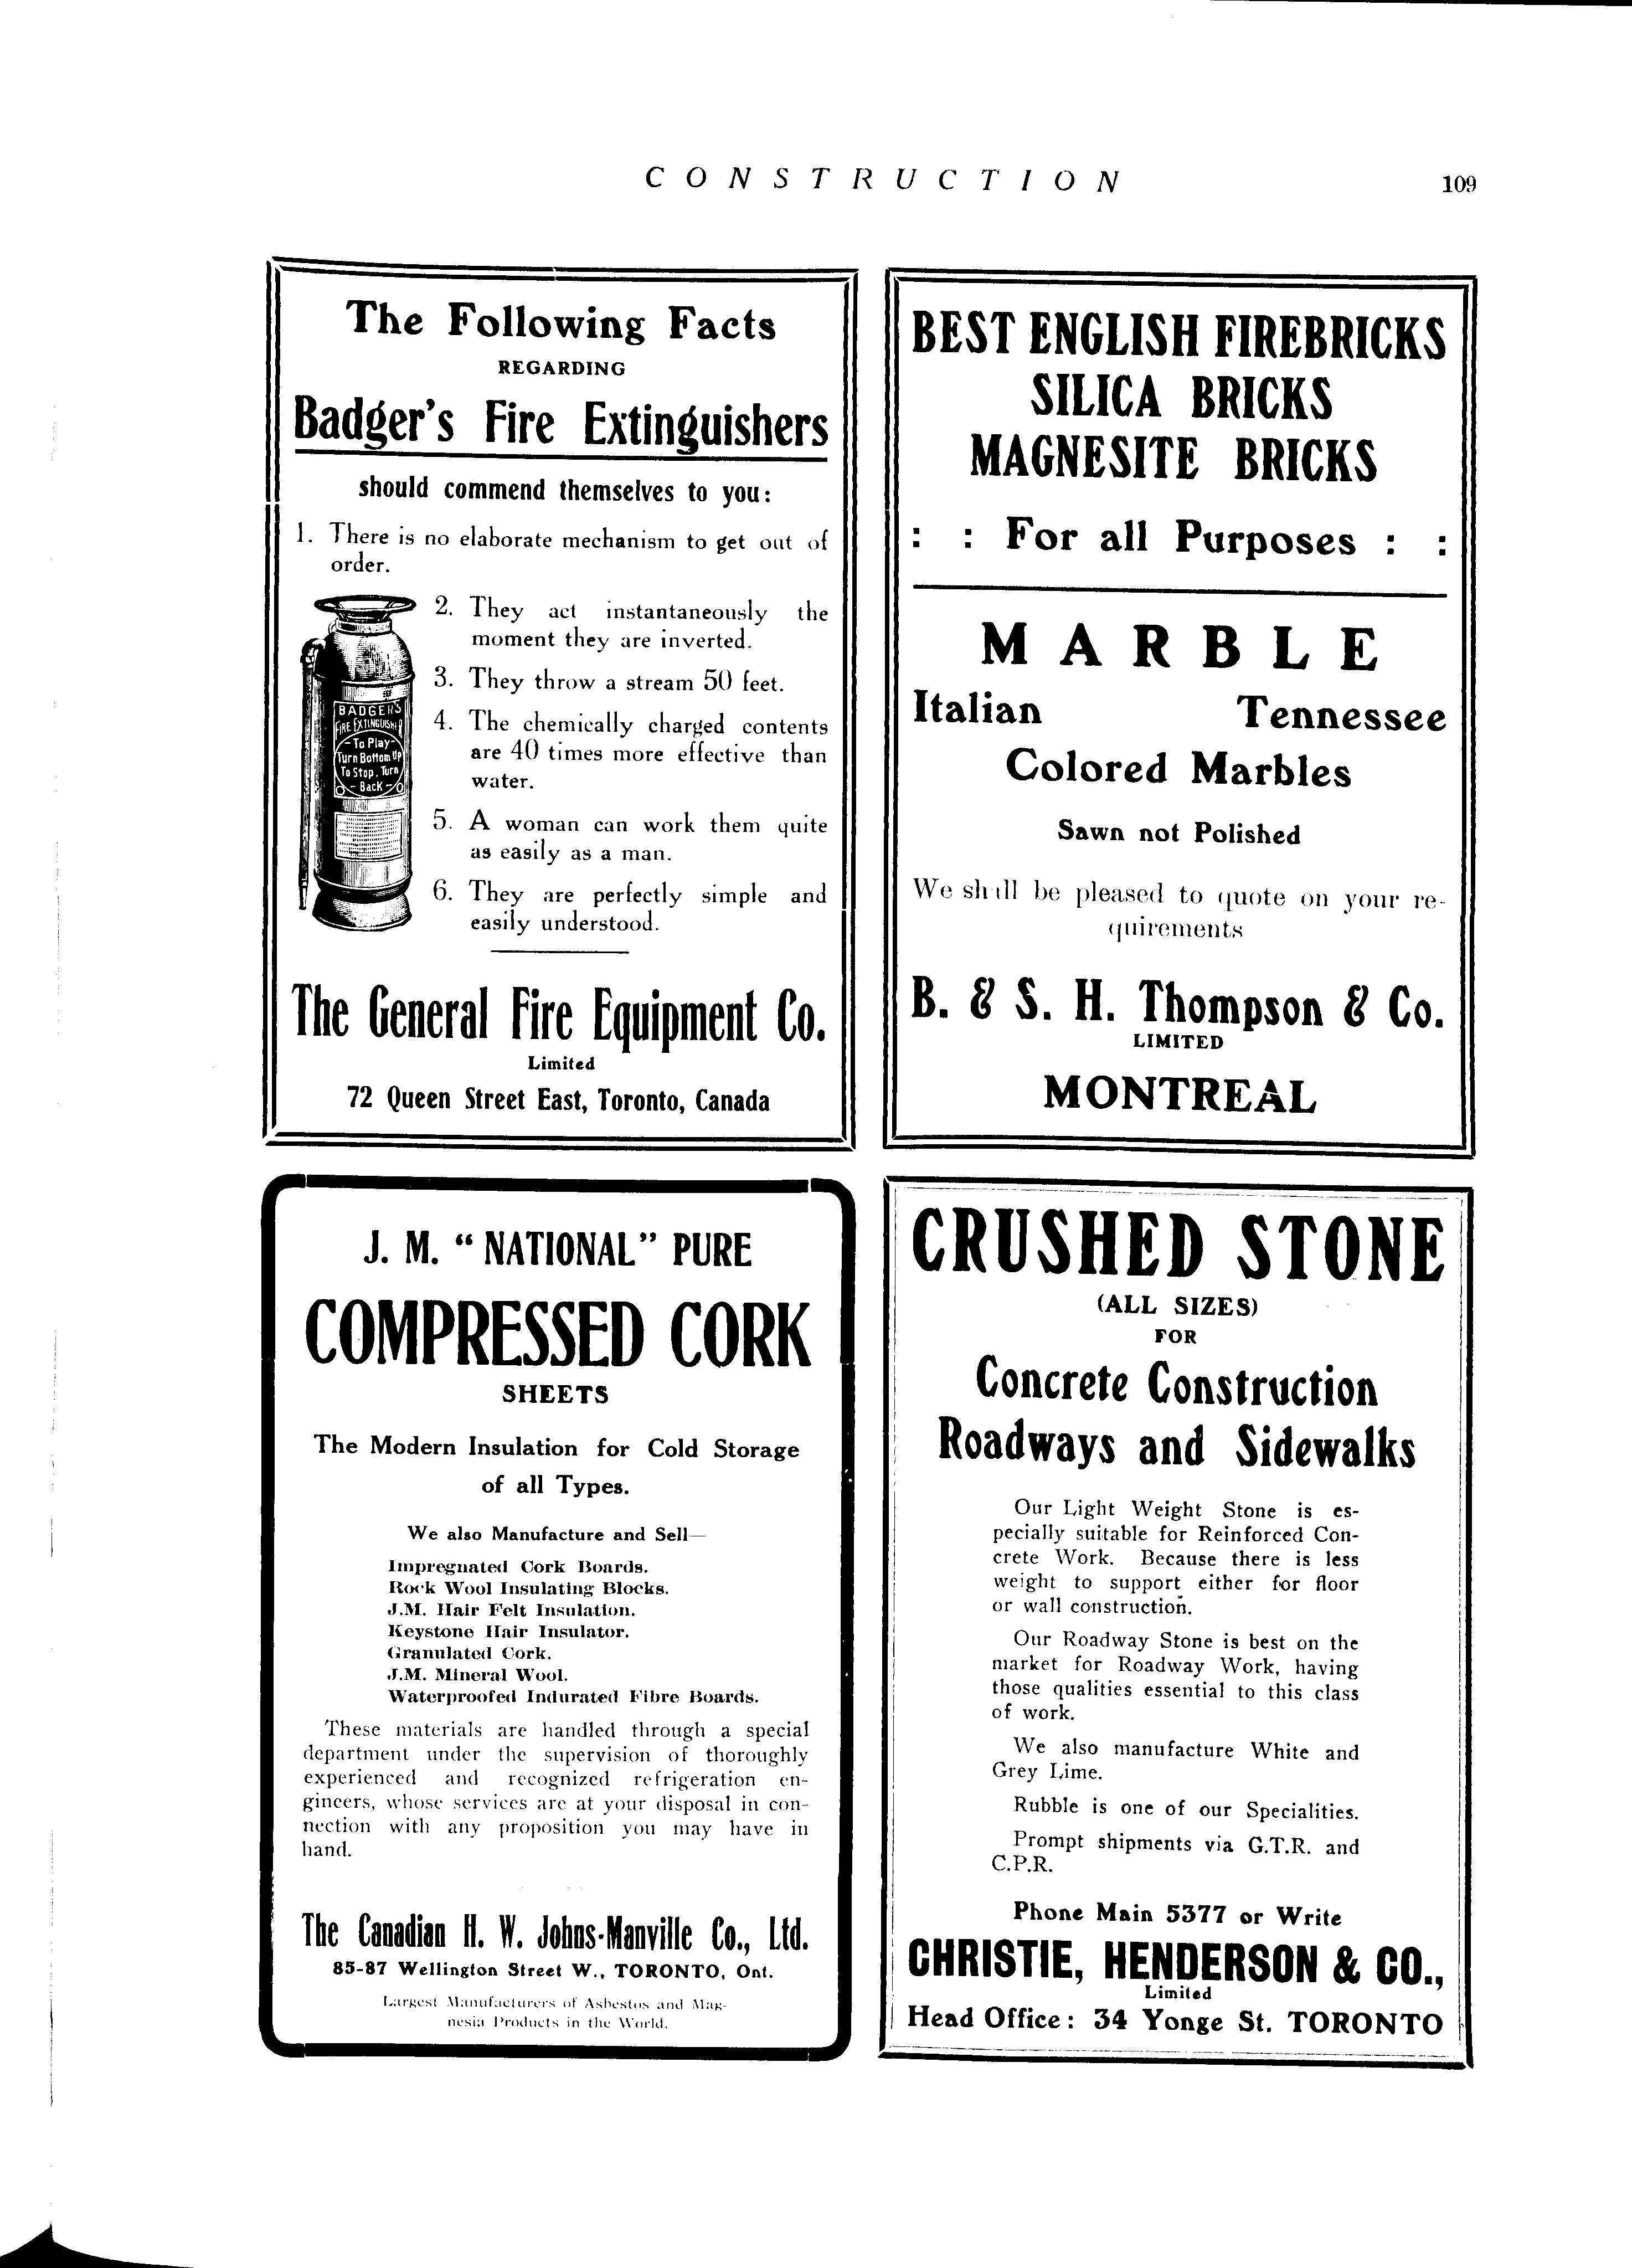 CONSTRUCTION 109
The Following Facts
REGARDING
Badger's Fire Extinguishers
should commend themselves to you:
1. There is no elaborate mechanism to get out of
order.
2. They act instantaneously the
moment they are inverted.
3. They throw a stream 50 feet.
4. The chemically charged contents
are 40 times more effective than
water.
5. A woman can work them quite
as easily as a man.
6. They are perfectly simple and
easily understood.
BADGER'S
FIRE EXTINGUISHER
-To Play-
Turn Bottom Up
To Stop. Turn
-Back-
The General Fire Equipment Co.
Limited
72 Queen Street East, Toronto, Canada
BEST ENGLISH FIREBRICKS
SILICA BRICKS
MAGNESITE BRICKS
: : For all Purposes : :
MARBLE
Italian Tennessee
Colored Marbles
Sawn not Polished
We shall be pleased to quote on your re-
quirements
B. & S. H. Thompson & Co.
LIMITED
MONTREAL
J. M. "NATIONAL" PURE
COMPRESSED CORK
SHEETS
The Modern Insulation for Cold Storage
of all Types.
We also Manufacture and Sell—
Impregnated Cork Boards.
Rock Wool Insulating Blocks.
J.M. Hair Felt Insulation.
Keystone Hair Insulator.
Granulated Cork.
J.M. Mineral Wool.
Waterproofed Indurated Fibre Boards.
These materials are handled through a special
department under the supervision of thoroughly
experienced and recognized refrigeration en-
gineers, whose services are at your disposal in con-
nection with any proposition you may have in
hand.
The Canadian H. W. Johns-Manville Co., Ltd.
85-87 Wellington Street W., TORONTO, Ont.
Largest Manufacturers of Asbestos and Mag-
nesia Products in the World.
CRUSHED STONE
(ALL SIZES)
FOR
Concrete Construction
Roadways and Sidewalks
Our Light Weight Stone is es-
pecially suitable for Reinforced Con-
crete Work. Because there is less
weight to support either for floor
or wall construction.
Our Roadway Stone is best on the
market for Roadway Work, having
those qualities essential to this class
of work.
We also manufacture White and
Grey Lime.
Rubble is one of our Specialities.
Prompt shipments via G.T.R. and
C.P.R.
Phone Main 5377 or Write
CHRISTIE, HENDERSON & CO.,
Limited
Head Office: 34 Yonge St. TORONTO